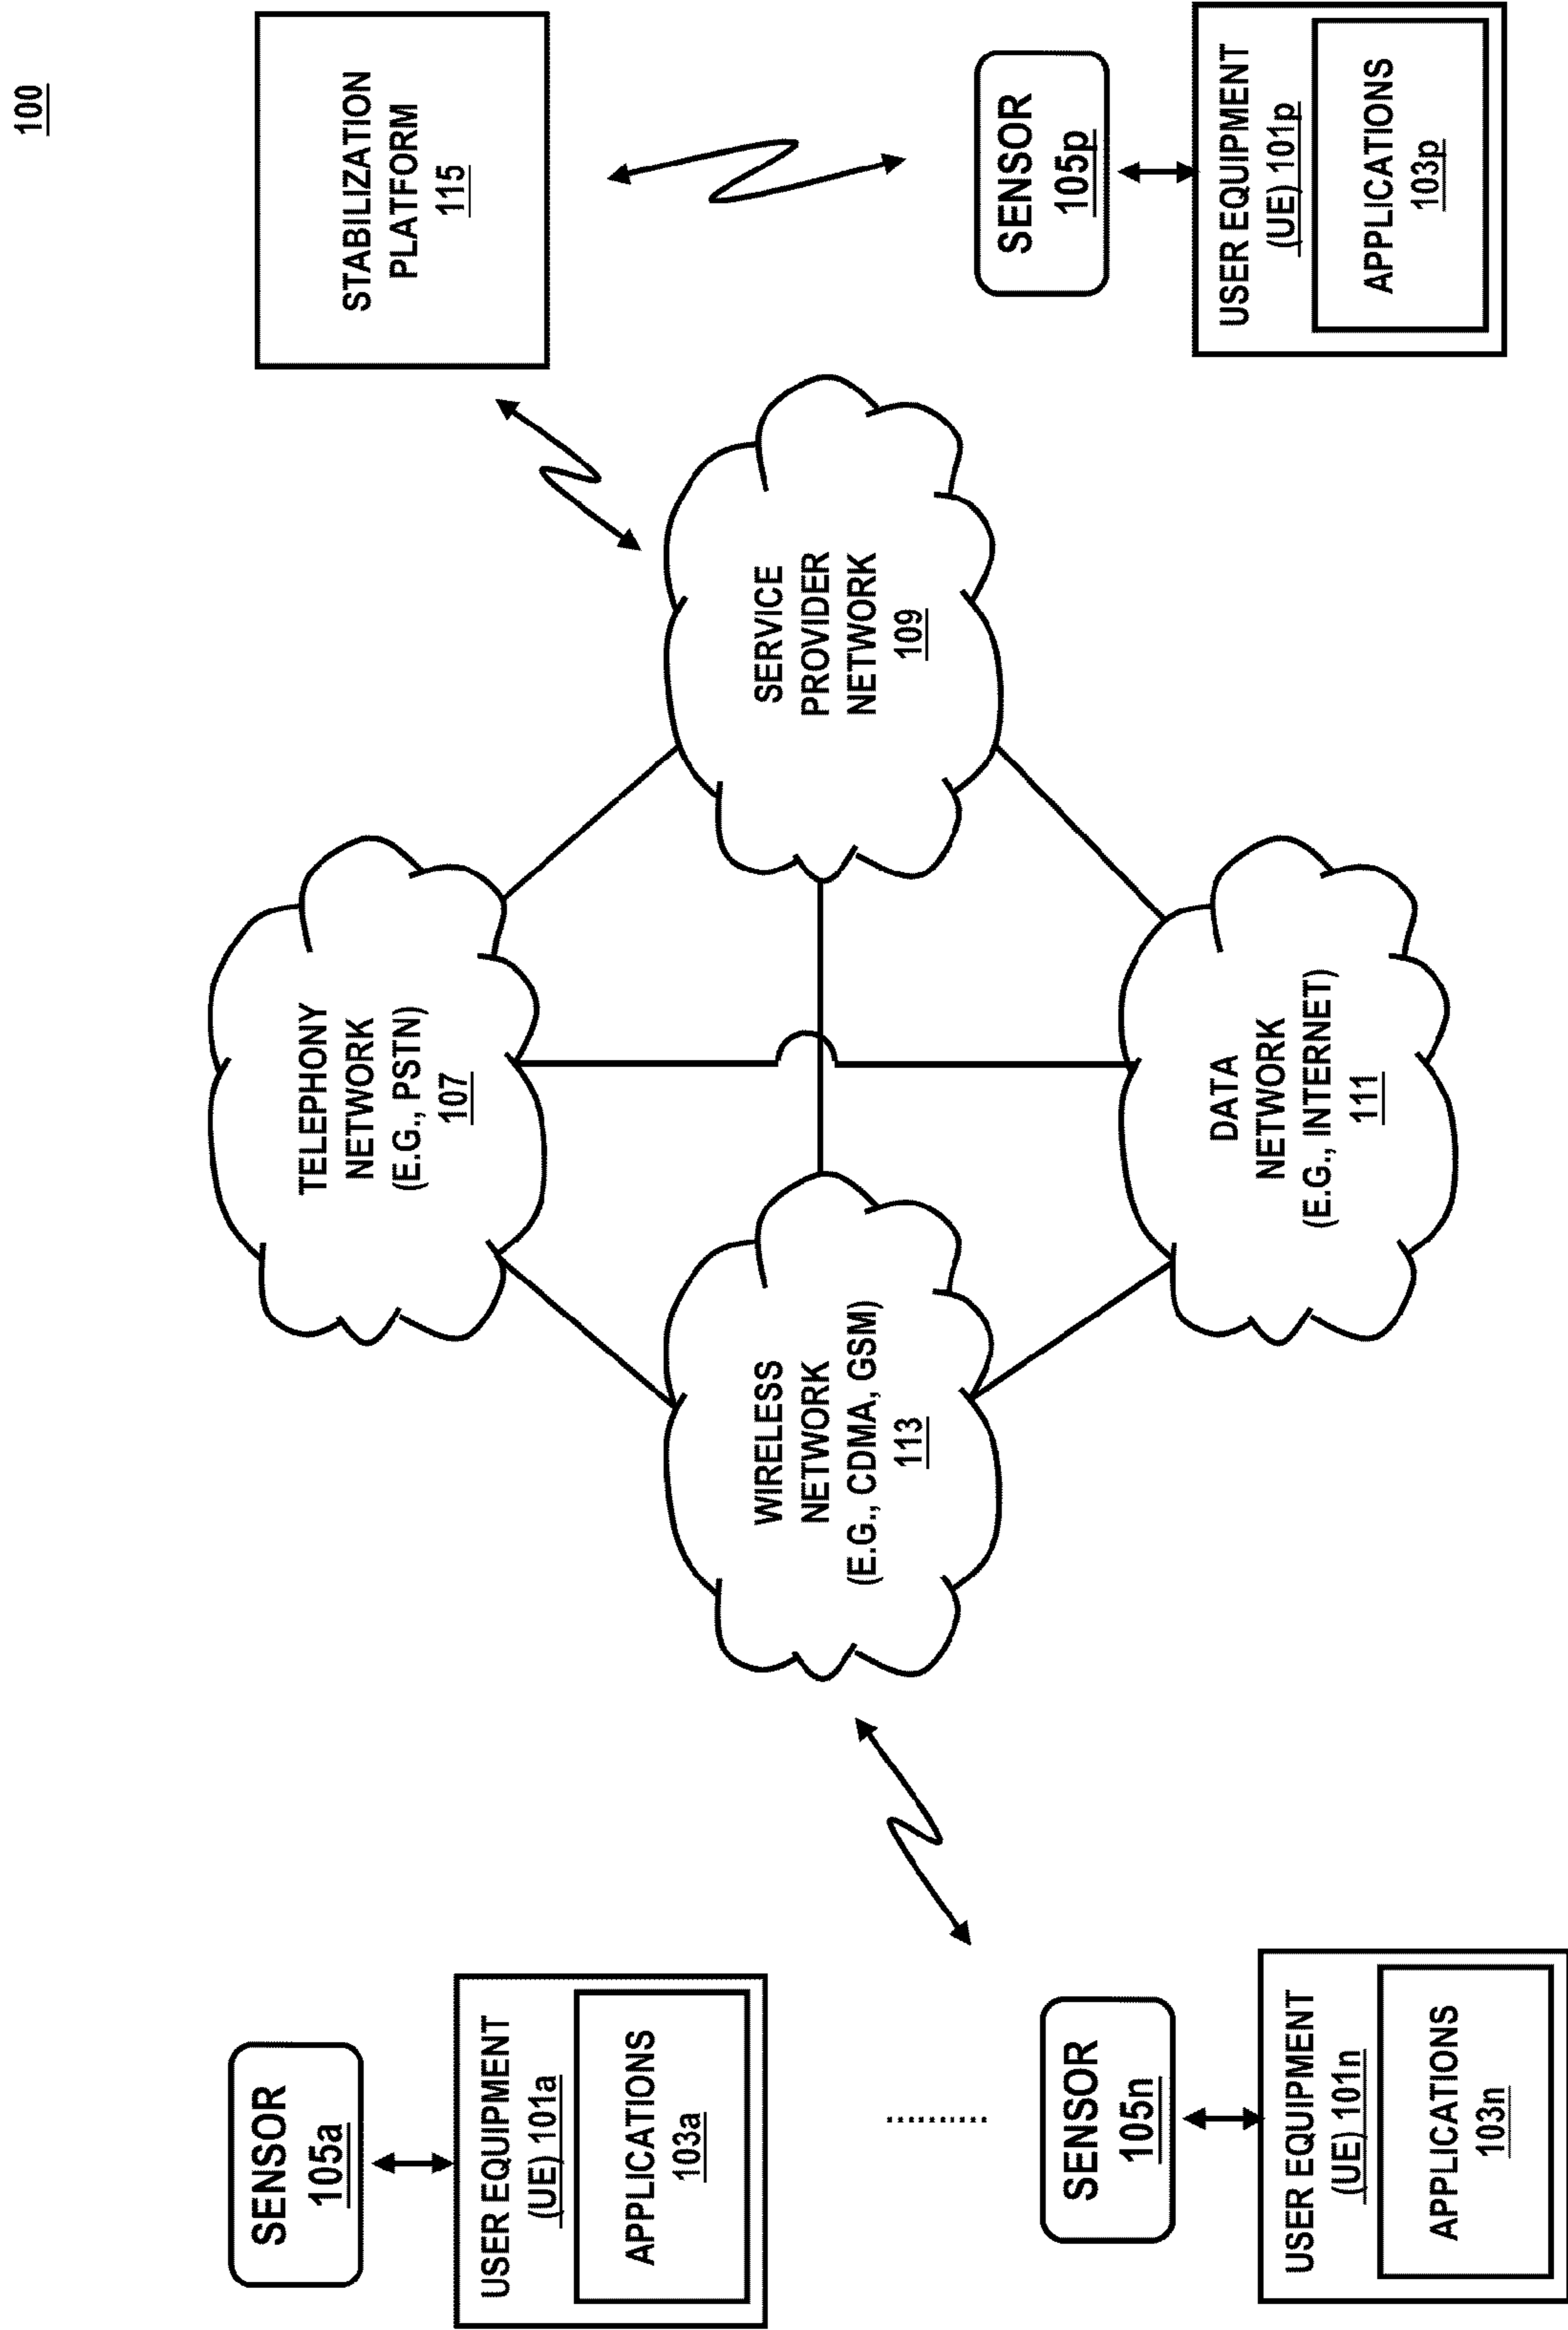 100
SENSOR
105a
USER EQUIPMENT
(UE) 101a
APPLICATIONS
103a
SENSOR
105n
USER EQUIPMENT
(UE) 101n
APPLICATIONS
103n
TELEPHONY
NETWORK
(E.G., PSTN)
107
WIRELESS
NETWORK
(E.G., CDMA, GSM)
113
SERVICE
PROVIDER
NETWORK
109
DATA
NETWORK
(E.G., INTERNET)
111
STABILIZATION
PLATFORM
115
SENSOR
105p
USER EQUIPMENT
(UE) 101p
APPLICATIONS
103p